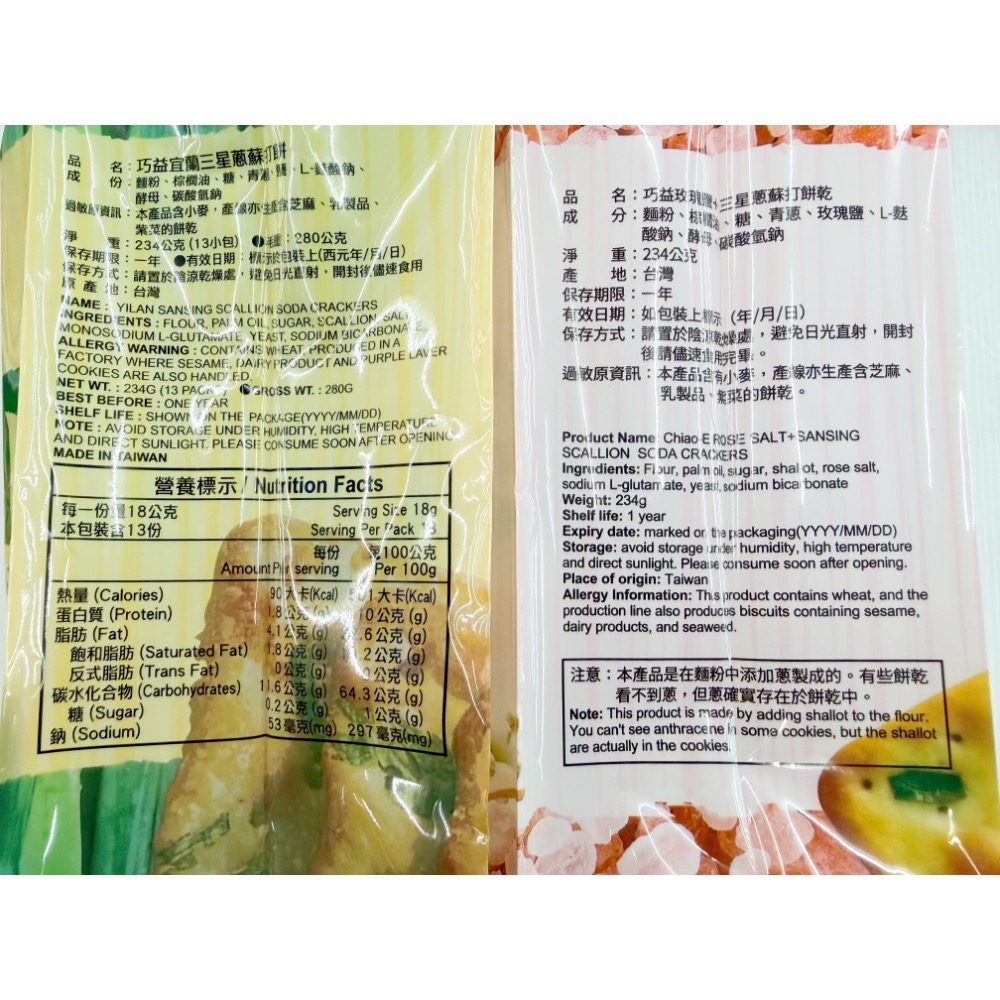 品 名：巧益宜蘭三星蔥蘇打餅
成 份：麵粉、棕櫚油、糖、青蔥、鹽、L-麩酸鈉、
酵母、碳酸氫鈉
過敏原資訊：本產品含小麥，產線亦生產含芝麻、乳製品、
紫菜的餅乾
淨 重：234公克 (13小包) ●毛重：280公克
保存期限：一年 ●有效日期：標示於包裝上(西元年/月/日)
保存方式：請置於陰涼乾燥處，避免日光直射，開封後儘速食用
原 產 地：台灣
NAME : YILAN SANSING SCALLION SODA CRACKERS
INGREDIENTS : FLOUR, PALM OIL, SUGAR, SCALLION, SALT,
MONOSODIUM L-GLUTAMATE, YEAST, SODIUM BICARBONATE
ALLERGY WARNING : CONTAINS WHEAT, PRODUCED IN A
FACTORY WHERE SESAME, DAIRY PRODUCT AND PURPLE LAVER
COOKIES ARE ALSO HANDLED.
NET WT. : 234G (13 PACK) ●GROSS WT. : 280G
BEST BEFORE : ONE YEAR
SHELF LIFE : SHOWN ON THE PACKAGE(YYYY/MM/DD)
NOTE : AVOID STORAGE UNDER HUMIDITY, HIGH TEMPERATURE
AND DIRECT SUNLIGHT. PLEASE CONSUME SOON AFTER OPENING
MADE IN TAIWAN
營養標示 / Nutrition Facts
每一份量18公克 Serving Size 18g
本包裝含13份 Serving Per Pack 13
每份 每100公克
Amount Per serving Per 100g
熱量 (Calories) 90大卡(Kcal) 大卡(Kcal)
蛋白質 (Protein) 1.8公克 (g) 10公克 (g)
脂肪 (Fat) 4.1公克 (g) 公克 (g)
飽和脂肪 (Saturated Fat) 1.8公克 (g) 公克 (g)
反式脂肪 (Trans Fat) 0公克 (g) 0公克 (g)
碳水化合物 (Carbohydrates) 11.6公克 (g) 64.3公克 (g)
糖 (Sugar) 0.2公克 (g) 1公克 (g)
鈉 (Sodium) 53毫克(mg) 297毫克(mg)
品 名：巧益玫瑰鹽+三星蔥蘇打餅乾
成 分：麵粉、棕櫚油、糖、青蔥、玫瑰鹽、L-麩
酸鈉、酵母、碳酸氫鈉
淨 重：234公克
產 地：台灣
保存期限：一年
有效日期：如包裝上標示（年/月/日）
保存方式：請置於陰涼乾燥處，避免日光直射，開封
後請儘速食用完畢。
過敏原資訊：本產品含有小麥，產線亦生產含芝麻、
乳製品、紫菜的餅乾。
Product Name: Chiao-E ROSE SALT+SANSING
SCALLION SODA CRACKERS
Ingredients: Flour, palm oil, sugar, shallot, rose salt,
sodium L-glutamate, yeast, sodium bicarbonate
Weight: 234g
Shelf life: 1 year
Expiry date: marked on the packaging(YYYY/MM/DD)
Storage: avoid storage under humidity, high temperature
and direct sunlight. Please consume soon after opening.
Place of origin: Taiwan
Allergy Information: This product contains wheat, and the
production line also produces biscuits containing sesame,
dairy products, and seaweed.
注意：本產品是在麵粉中添加蔥製成的。有些餅乾
看不到蔥，但蔥確實存在於餅乾中。
Note: This product is made by adding shallot to the flour.
You can't see anthracene in some cookies, but the shallot
are actually in the cookies.